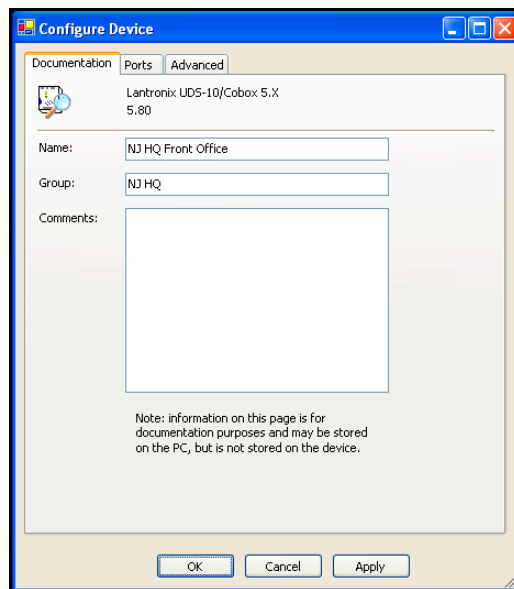 Configure Device
Documentation Ports Advanced
Lantronix UDS-10/Cobox 5.X
5.80
Name: NJ HQ Front Office
Group: NJ HQ
Comments:
Note: information on this page is for
documentation purposes and may be stored
on the PC, but is not stored on the device.
OK Cancel Apply